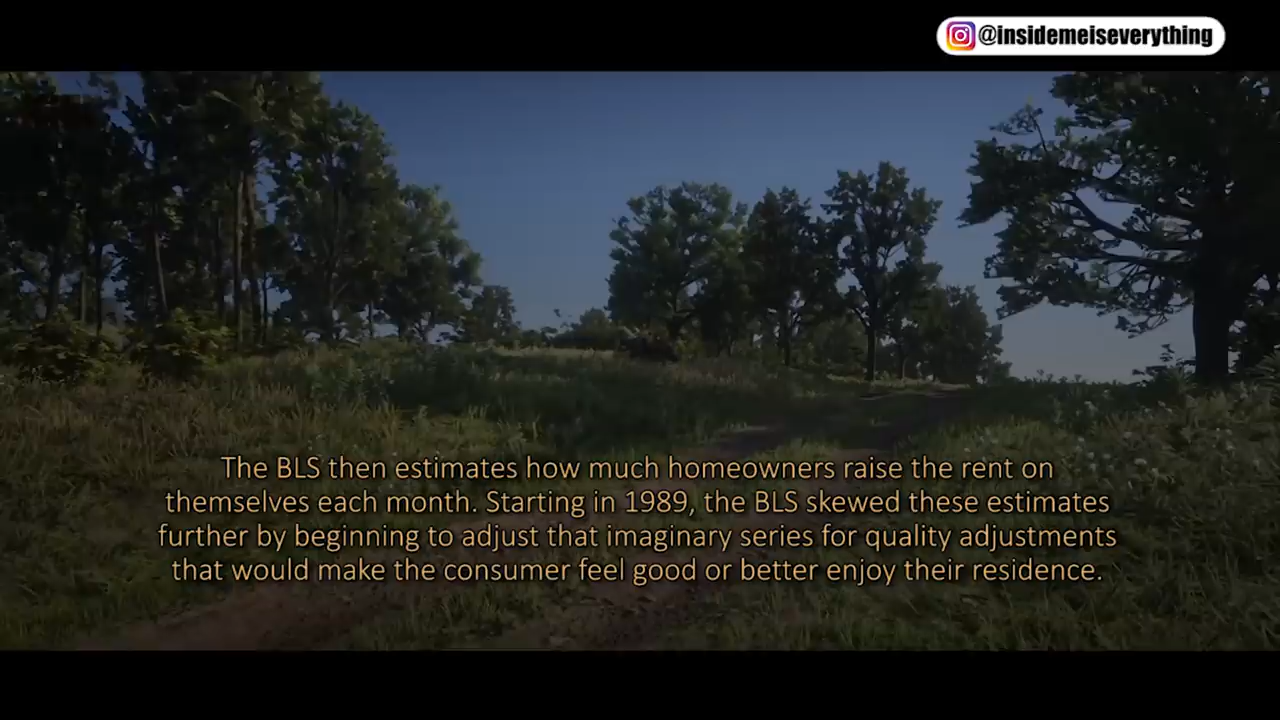 @insidemeiseverything
The BLS then estimates how much homeowners raise the rent on
themselves each month. Starting in 1989, the BLS skewed these estimates
further by beginning to adjust that imaginary series for quality adjustments
that would make the consumer feel good or better enjoy their residence.